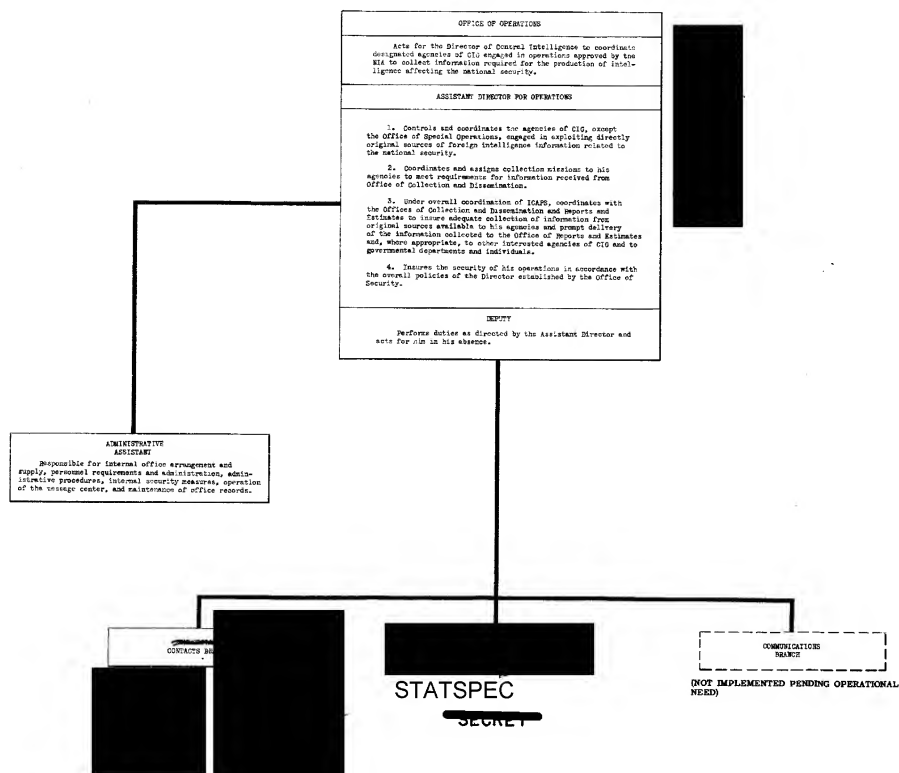 OFFICE OF OPERATIONS
Acts for the Director of Central Intelligence to coordinate
designated agencies of CIG engaged in operations approved by the
NIA to collect information required for the production of intel-
ligence affecting the national security.
ASSISTANT DIRECTOR FOR OPERATIONS
1. Controls and coordinates the agencies of CIG, except
the Office of Special Operations, engaged in exploiting directly
original sources of foreign intelligence information related to
the national security.
2. Coordinates and assigns collection missions to his
agencies to meet requirements for information received from
Office of Collection and Dissemination.
3. Under overall coordination of ICAPS, coordinates with
the Offices of Collection and Dissemination and Reports and
Estimates to insure adequate collection of information from
original sources available to his agencies and prompt delivery
of the information collected to the Office of Reports and Estimates
and, where appropriate, to other interested agencies of CIG and to
governmental departments and individuals.
4. Insures the security of his operations in accordance with
the overall policies of the Director established by the Office of
Security.
DEPUTY
Performs duties as directed by the Assistant Director and
acts for him in his absence.
ADMINISTRATIVE
ASSISTANT
Responsible for internal office arrangement and
supply, personnel requirements and administration, admin-
istrative procedures, internal security measures, operation
of the message center, and maintenance of office records.
CONTACTS
COMMUNICATIONS
BRANCH
(NOT IMPLEMENTED PENDING OPERATIONAL
NEED)
STATSPEC
SECRET